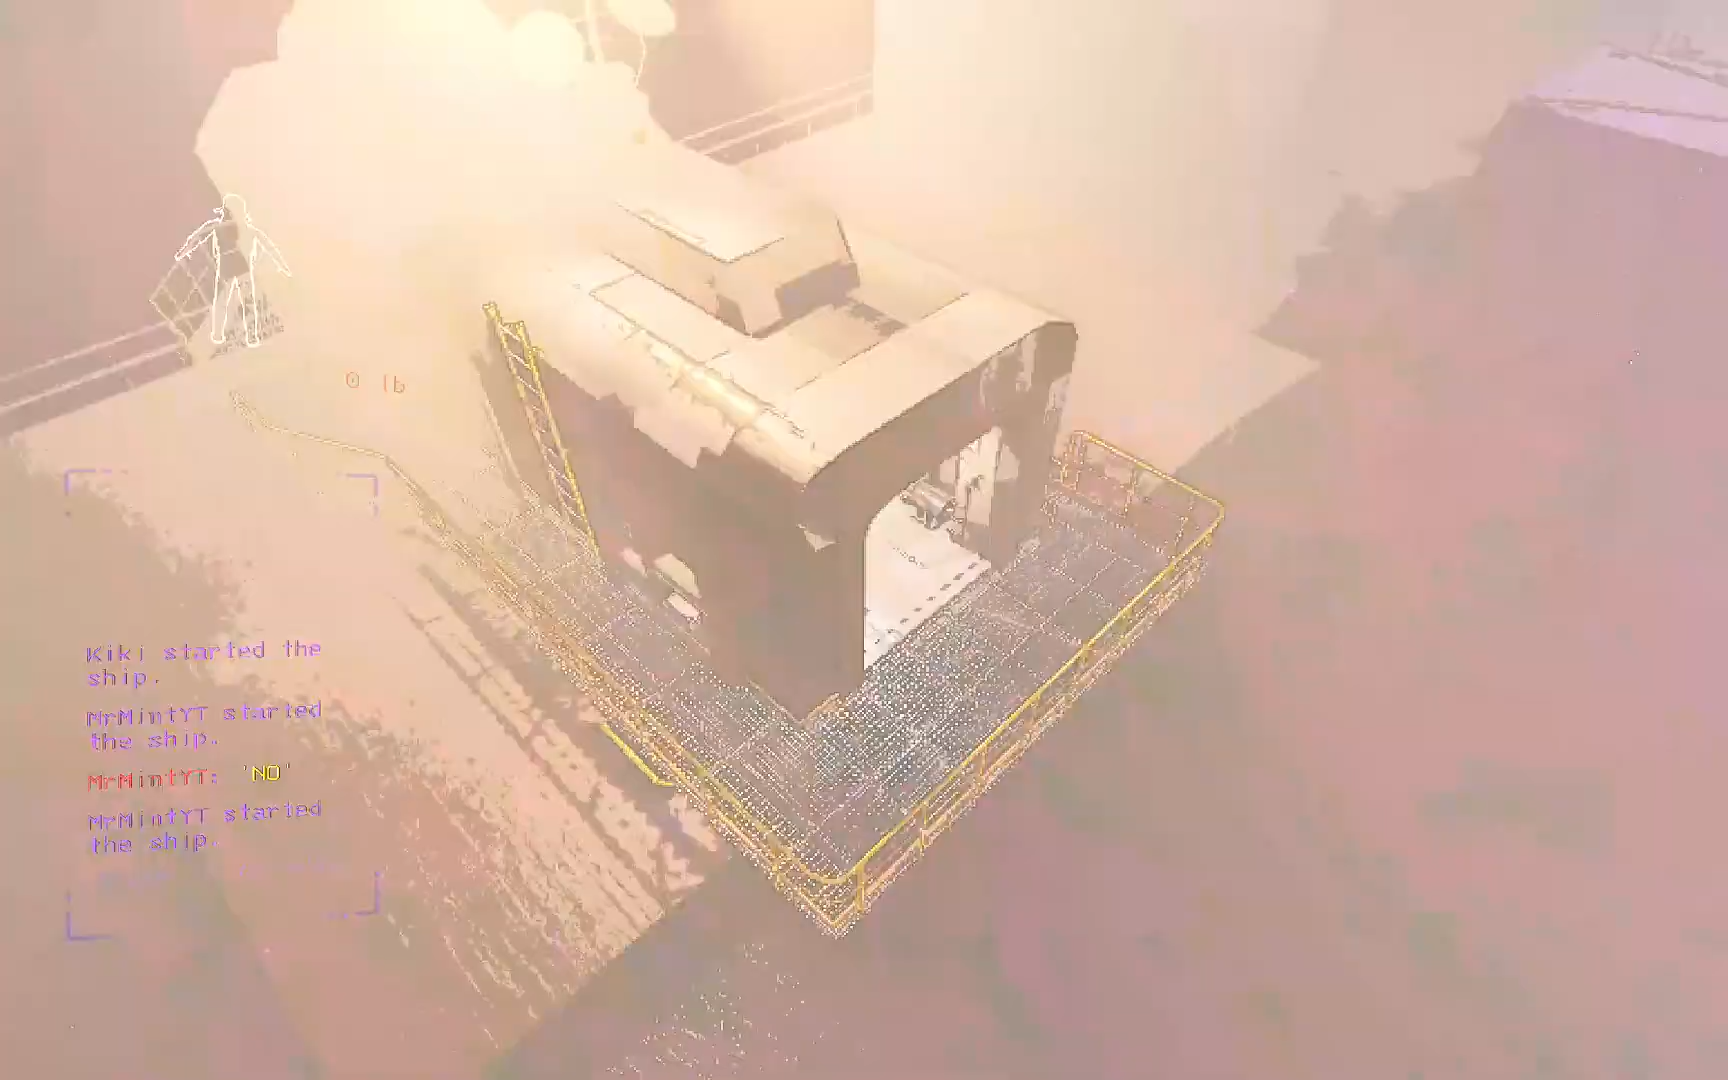 0 lb
Kiki started the
ship.
MrMintYT started
the ship.
MrMintYT: 'NO'
MrMintYT started
the ship.